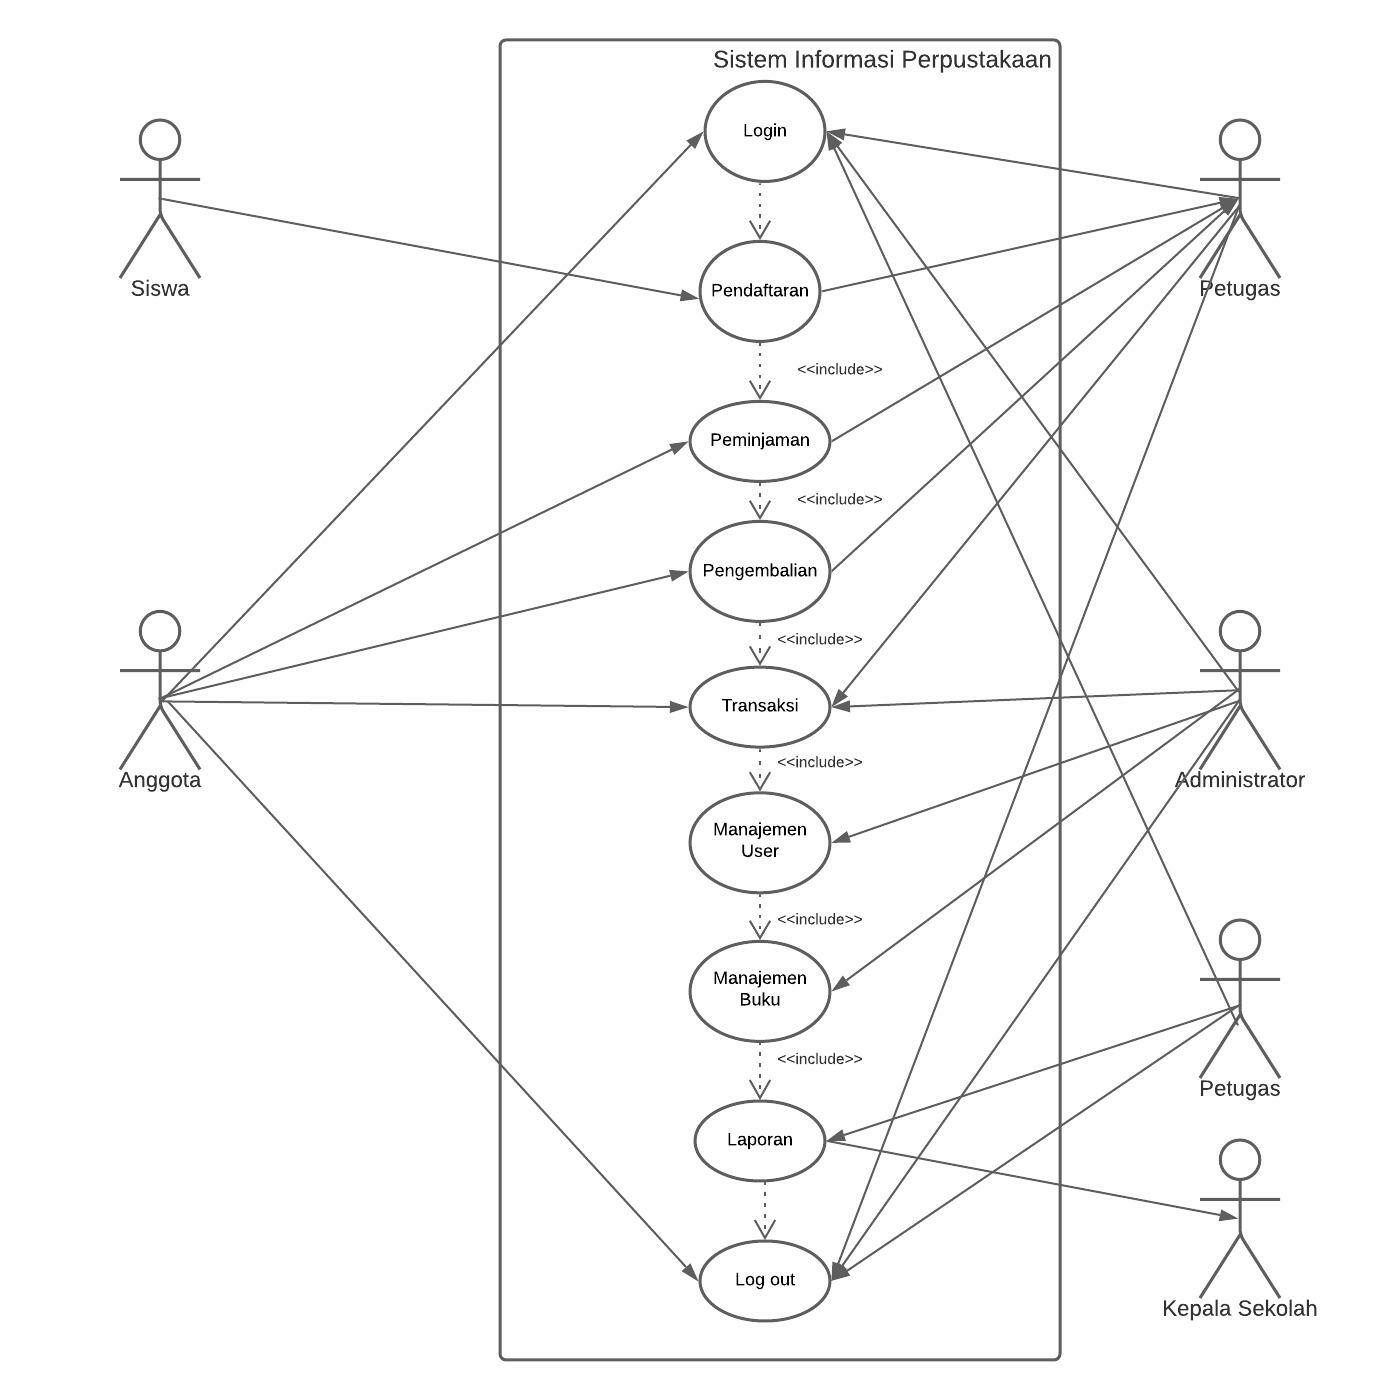 Sistem Informasi Perpustakaan
Login
Siswa
Pendaftaran
Petugas
<<include>>
Peminjaman
<<include>>
Pengembalian
<<include>>
Transaksi
<<include>>
Anggota
Administrator
Manajemen
User
<<include>>
Manajemen
Buku
<<include>>
Petugas
Laporan
Log out
Kepala Sekolah